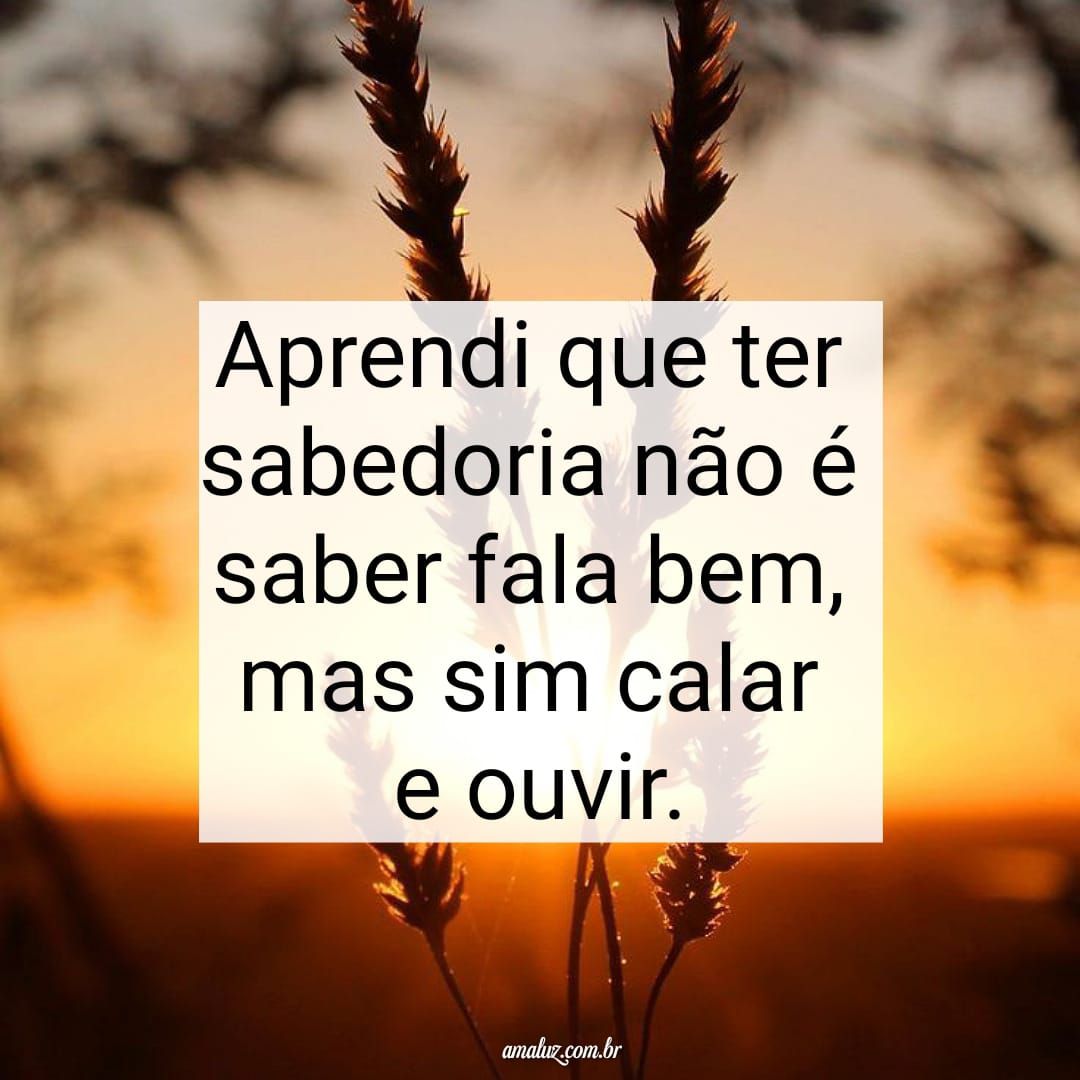 Aprendi que ter
sabedoria não é
saber fala bem,
mas sim calar
e ouvir.
amaluz.com.br